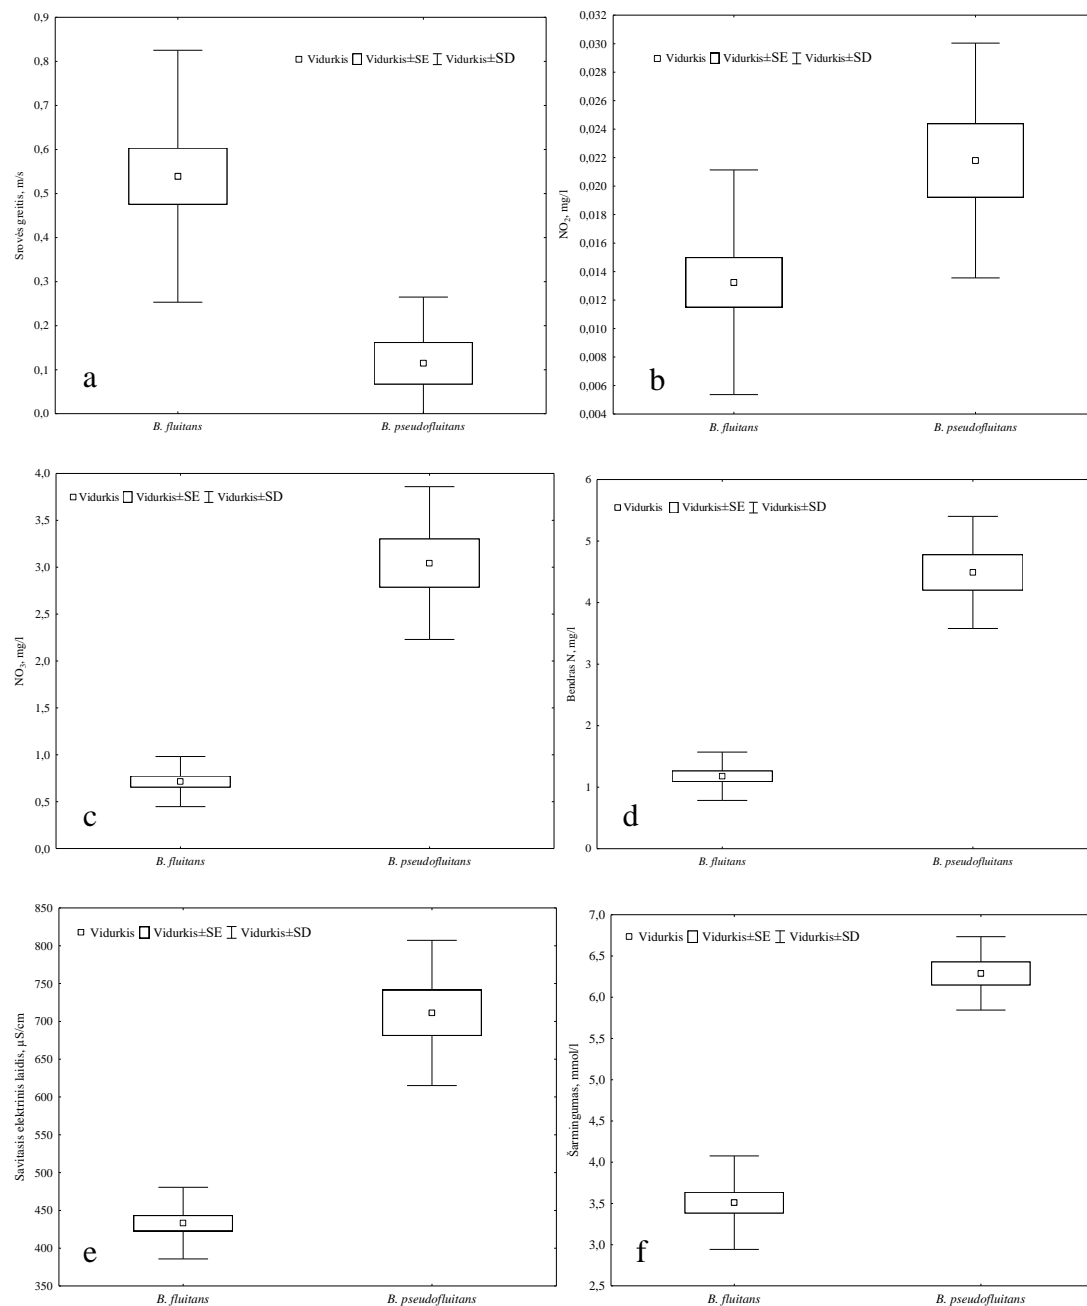 Srovės greitis, m/s
0,9
0,8
0,7
0,6
0,5
0,4
0,3
0,2
0,1
0,0
Vidurkis Vidurkis±SE Vidurkis±SD
a
B. fluitans B. pseudofluitans
NO2, mg/l
0,032
0,030
0,028
0,026
0,024
0,022
0,020
0,018
0,016
0,014
0,012
0,010
0,008
0,006
0,004
Vidurkis Vidurkis±SE Vidurkis±SD
b
B. fluitans B. pseudofluitans
NO3, mg/l
4,0
3,5
3,0
2,5
2,0
1,5
1,0
0,5
0,0
Vidurkis Vidurkis±SE Vidurkis±SD
c
B. fluitans B. pseudofluitans
Bendras N, mg/l
6
5
4
3
2
1
0
Vidurkis Vidurkis±SE Vidurkis±SD
d
B. fluitans B. pseudofluitans
Savitasis elektrinis laidis, µS/cm
850
800
750
700
650
600
550
500
450
400
350
Vidurkis Vidurkis±SE Vidurkis±SD
e
B. fluitans B. pseudofluitans
Šarmingumas, mmol/l
7,0
6,5
6,0
5,5
5,0
4,5
4,0
3,5
3,0
2,5
Vidurkis Vidurkis±SE Vidurkis±SD
f
B. fluitans B. pseudofluitans